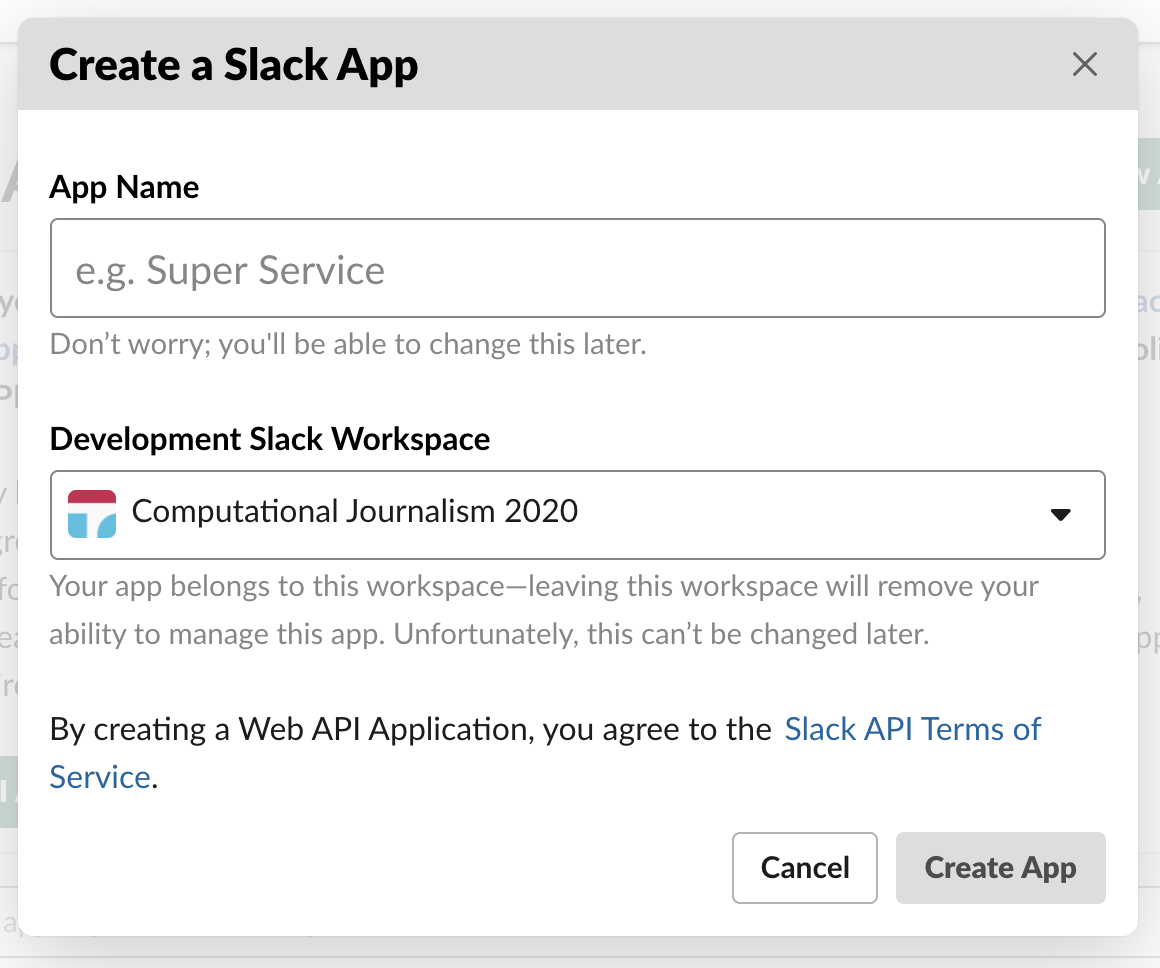 Create a Slack App
App Name
e.g. Super Service
Don’t worry; you'll be able to change this later.
Development Slack Workspace
Computational Journalism 2020
Your app belongs to this workspace—leaving this workspace will remove your
ability to manage this app. Unfortunately, this can’t be changed later.
By creating a Web API Application, you agree to the Slack API Terms of
Service.
Cancel
Create App